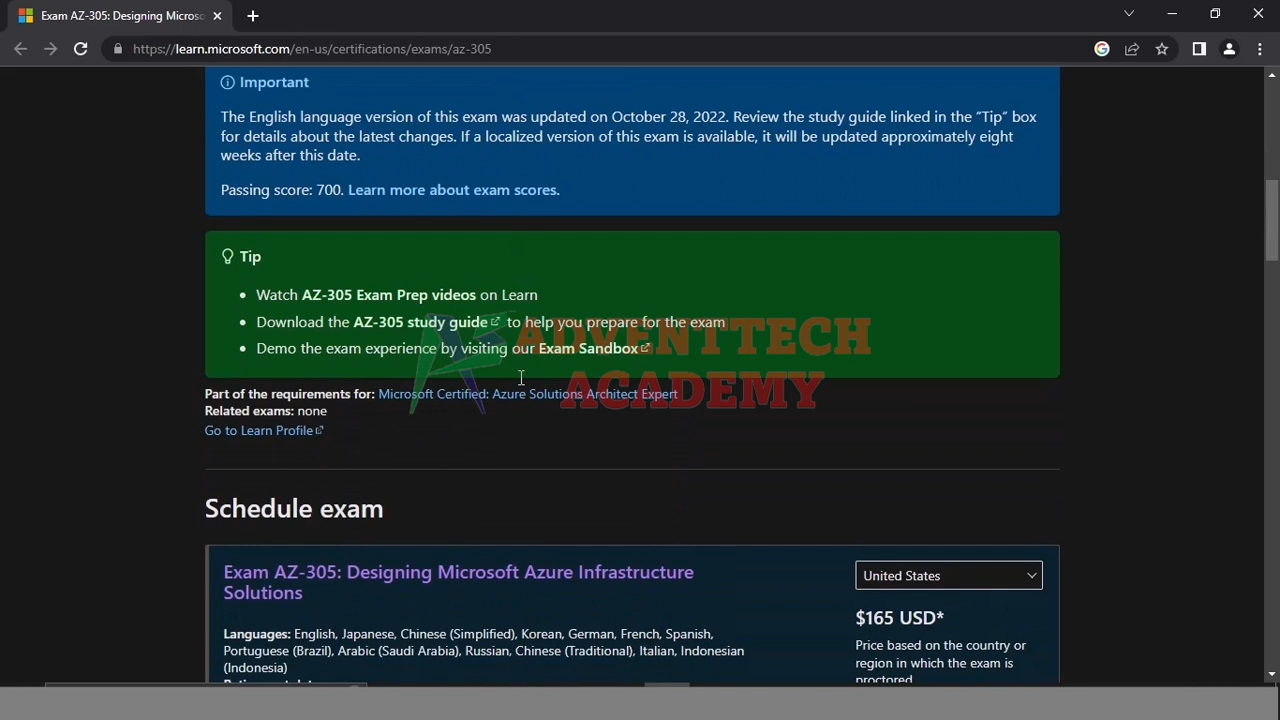 Exam AZ-305: Designing Microso
https://learn.microsoft.com/en-us/certifications/exams/az-305
Important
The English language version of this exam was updated on October 28, 2022. Review the study guide linked in the “Tip” box
for details about the latest changes. If a localized version of this exam is available, it will be updated approximately eight
weeks after this date.
Passing score: 700. Learn more about exam scores.
Tip
• Watch AZ-305 Exam Prep videos on Learn
• Download the AZ-305 study guide to help you prepare for the exam
• Demo the exam experience by visiting our Exam Sandbox
ADVENTTECH
ACADEMY
Part of the requirements for: Microsoft Certified: Azure Solutions Architect Expert
Related exams: none
Go to Learn Profile
Schedule exam
Exam AZ-305: Designing Microsoft Azure Infrastructure
Solutions
Languages: English, Japanese, Chinese (Simplified), Korean, German, French, Spanish,
Portuguese (Brazil), Arabic (Saudi Arabia), Russian, Chinese (Traditional), Italian, Indonesian
(Indonesia)
United States
$165 USD*
Price based on the country or
region in which the exam is
proctored